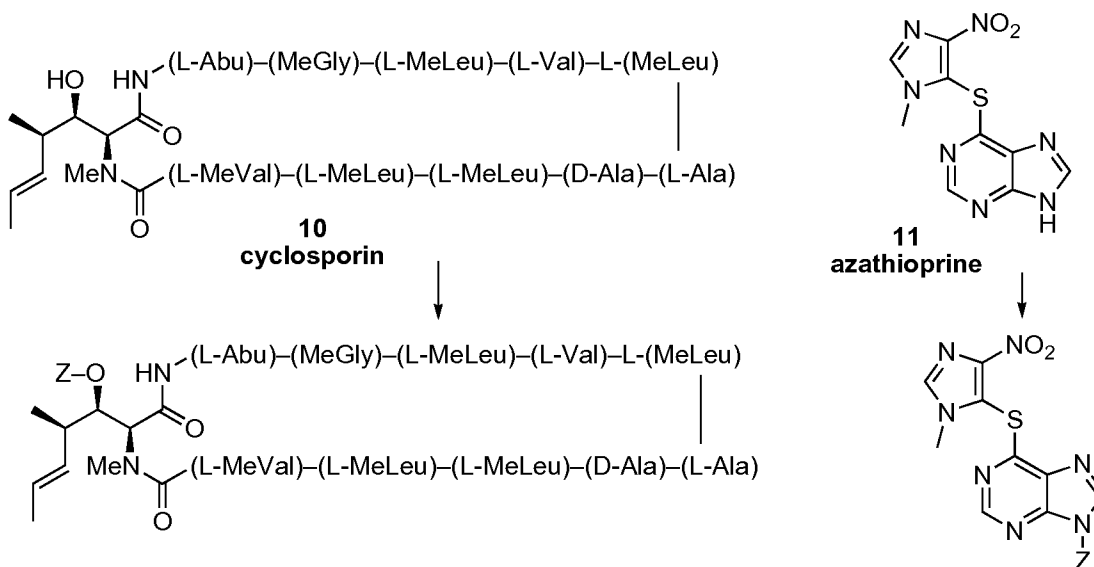 (L-Abu)–(MeGly)–(L-MeLeu)–(L-Val)–L-(MeLeu)
HO
HN
O
MeN
(L-MeVal)–(L-MeLeu)–(L-MeLeu)–(D-Ala)–(L-Ala)
O
10
cyclosporin
N
NO2
N
S
N
N
N
N
H
11
azathioprine
(L-Abu)–(MeGly)–(L-MeLeu)–(L-Val)–L-(MeLeu)
Z–O
HN
O
MeN
(L-MeVal)–(L-MeLeu)–(L-MeLeu)–(D-Ala)–(L-Ala)
O
N
NO2
N
S
N
N
N
N
Z